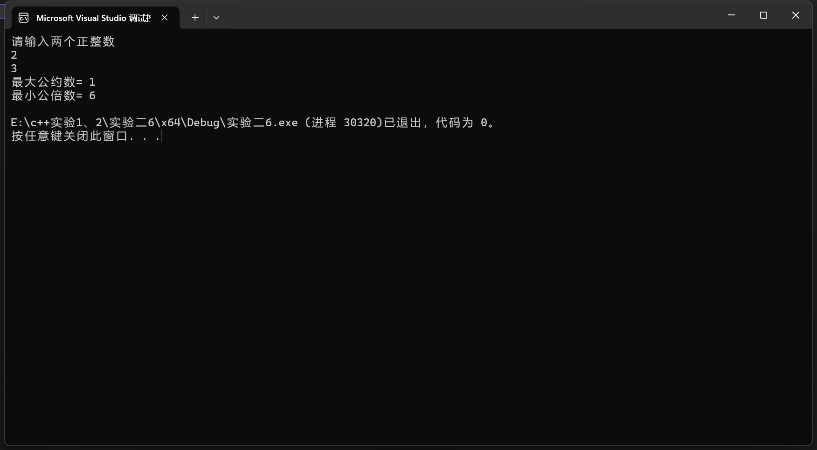 Microsoft Visual Studio 调试
请输入两个正整数
2
3
最大公约数= 1
最小公倍数= 6
E:\c++实验1、2\实验二6\x64\Debug\实验二6.exe (进程 30320)已退出，代码为 0。
按任意键关闭此窗口. . .